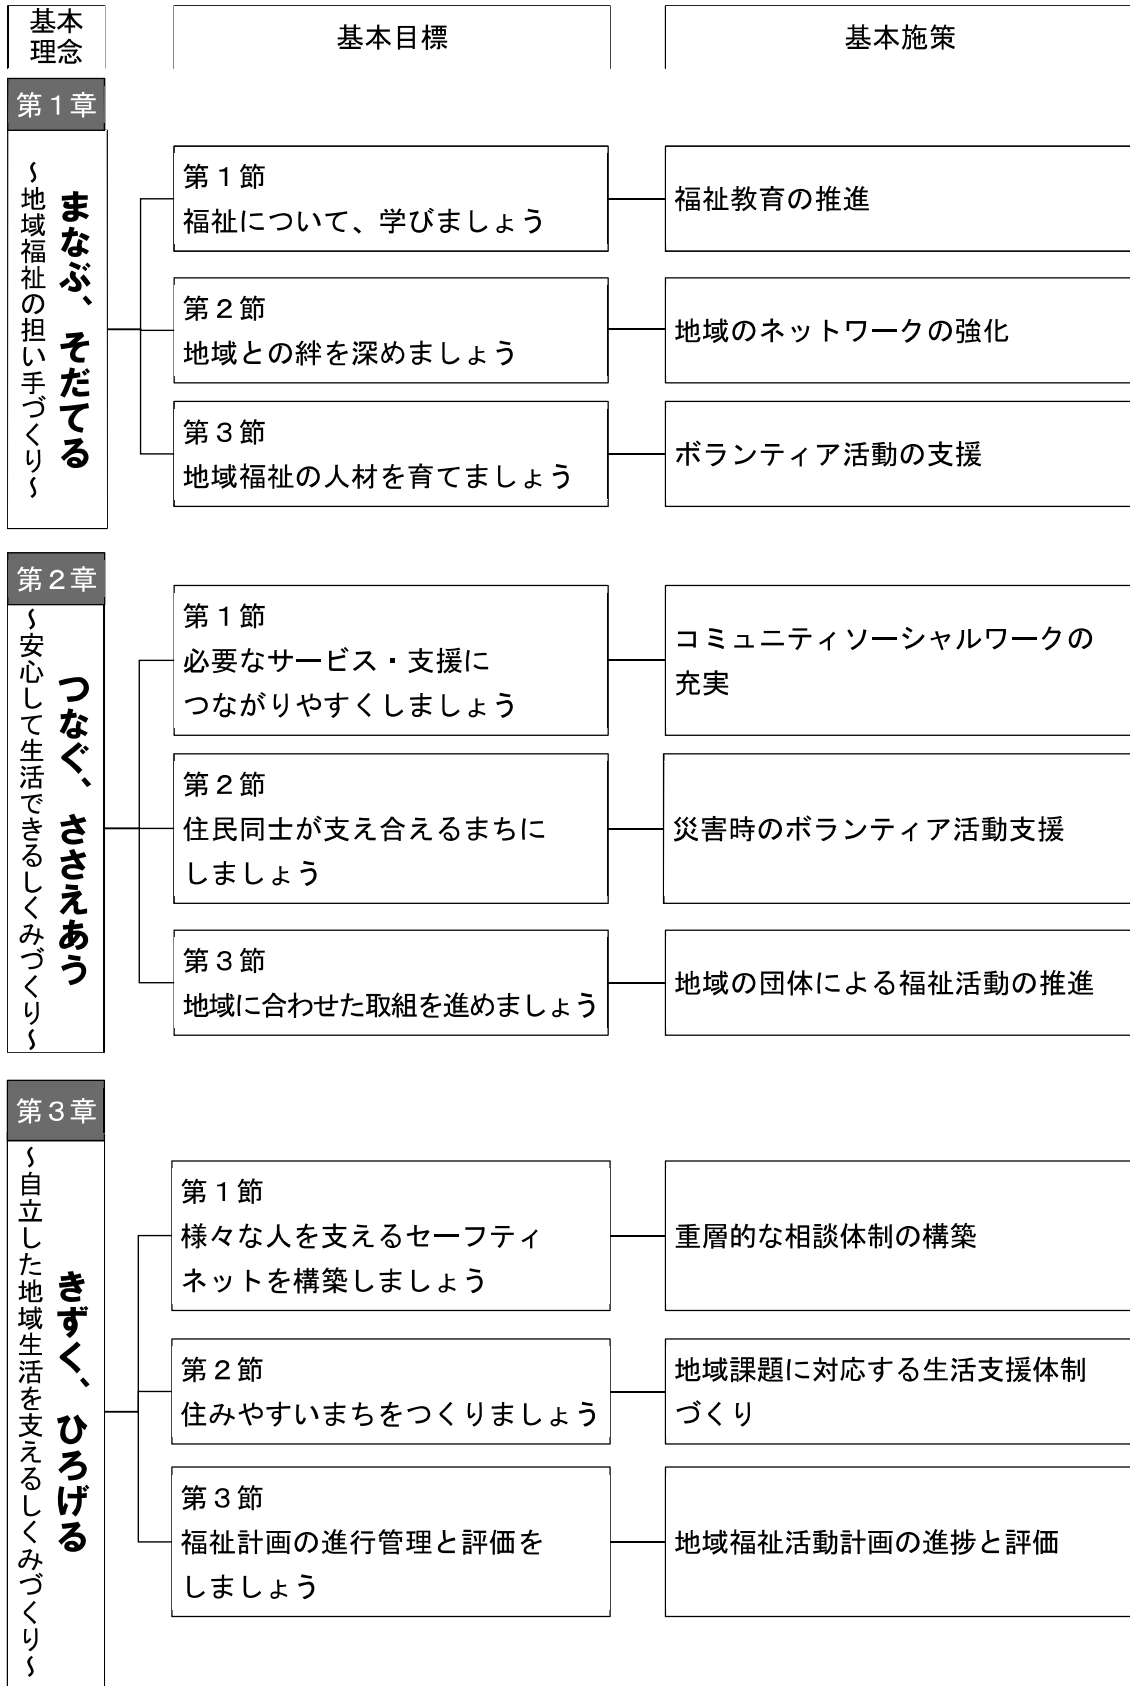 基本
理念
基本目標
基本施策
第１章
まなぶ、そだてる
～地域福祉の担い手づくり～
第１節
福祉について、学びましょう
福祉教育の推進
第２節
地域との絆を深めましょう
地域のネットワークの強化
第３節
地域福祉の人材を育てましょう
ボランティア活動の支援
第２章
つなぐ、ささえあう
～安心して生活できるしくみづくり～
第１節
必要なサービス・支援に
つながりやすくしましょう
コミュニティソーシャルワークの
充実
第２節
住民同士が支え合えるまちに
しましょう
災害時のボランティア活動支援
第３節
地域に合わせた取組を進めましょう
地域の団体による福祉活動の推進
第３章
きずく、ひろげる
～自立した地域生活を支えるしくみづくり～
第１節
様々な人を支えるセーフティ
ネットを構築しましょう
重層的な相談体制の構築
第２節
住みやすいまちをつくりましょう
地域課題に対応する生活支援体制
づくり
第３節
福祉計画の進行管理と評価を
しましょう
地域福祉活動計画の進捗と評価